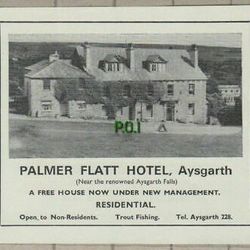 P.O.I
PALMER FLATT HOTEL, Aysgarth
(Near the renowned Aysgarth Falls)
A FREE HOUSE NOW UNDER NEW MANAGEMENT.
RESIDENTIAL.
Open to Non-Residents. Trout Fishing. Tel. Aysgarth 228.